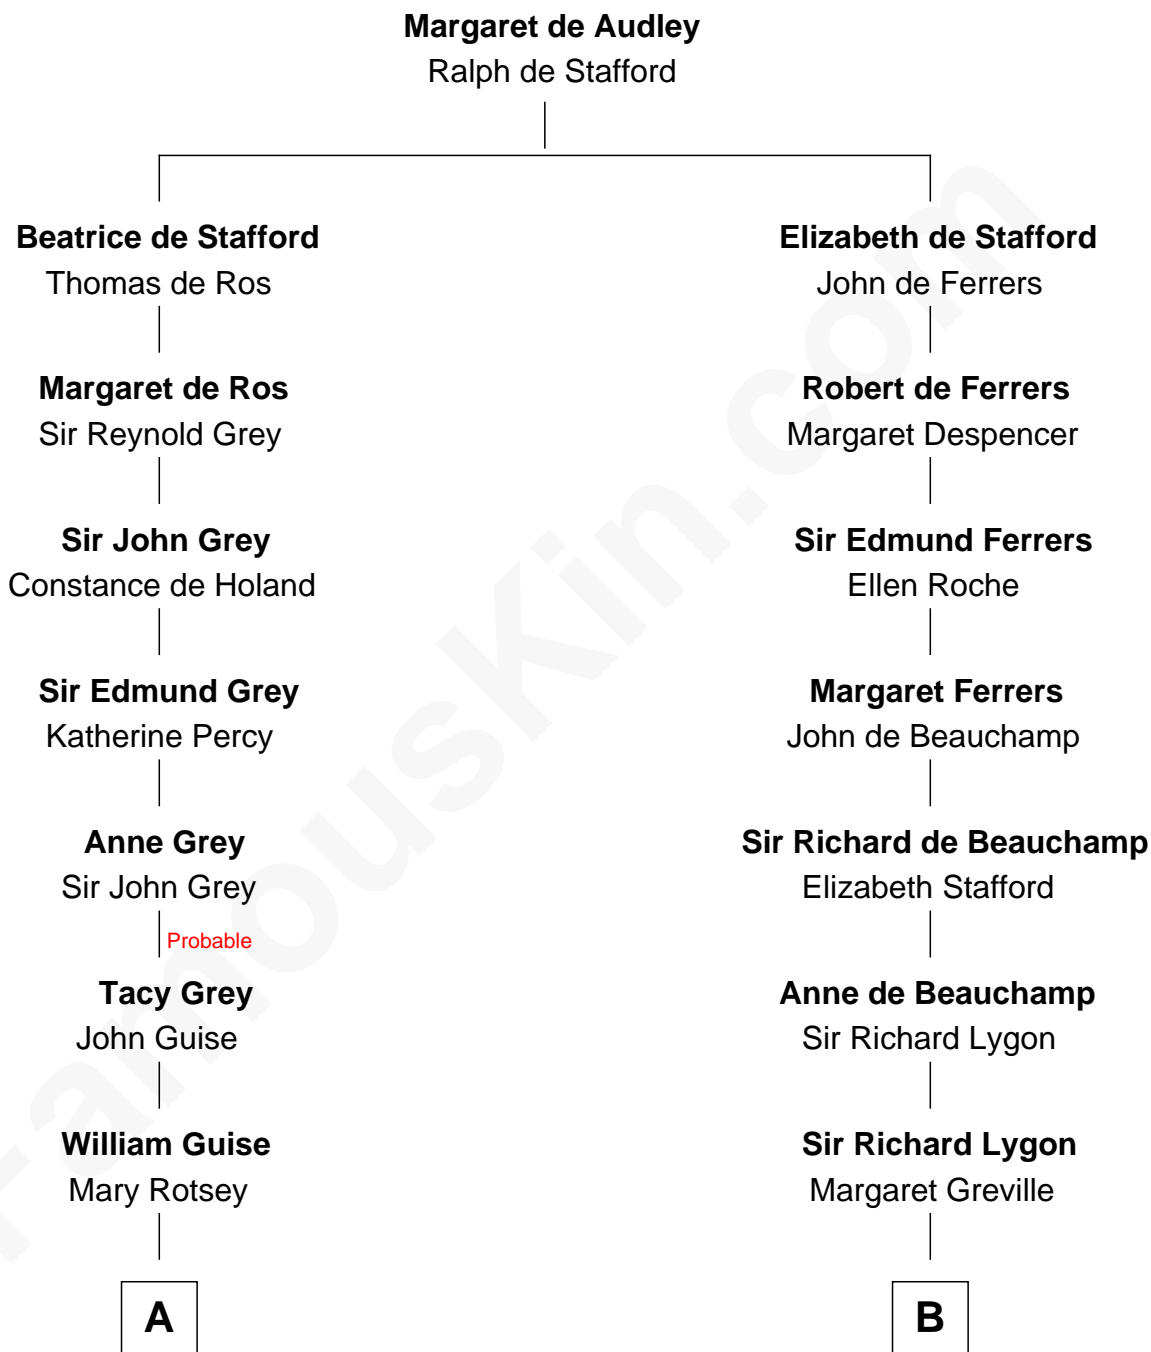 Margaret de Audley
Ralph de Stafford
Beatrice de Stafford
Thomas de Ros
Elizabeth de Stafford
John de Ferrers
Margaret de Ros
Sir Reynold Grey
Robert de Ferrers
Margaret Despencer
Sir John Grey
Constance de Holand
Sir Edmund Ferrers
Ellen Roche
Sir Edmund Grey
Katherine Percy
Margaret Ferrers
John de Beauchamp
Anne Grey
Sir John Grey
Sir Richard de Beauchamp
Elizabeth Stafford
Probable
Tacy Grey
John Guise
Anne de Beauchamp
Sir Richard Lygon
William Guise
Mary Rotsey
Sir Richard Lygon
Margaret Greville
A
B
FamousKin.com